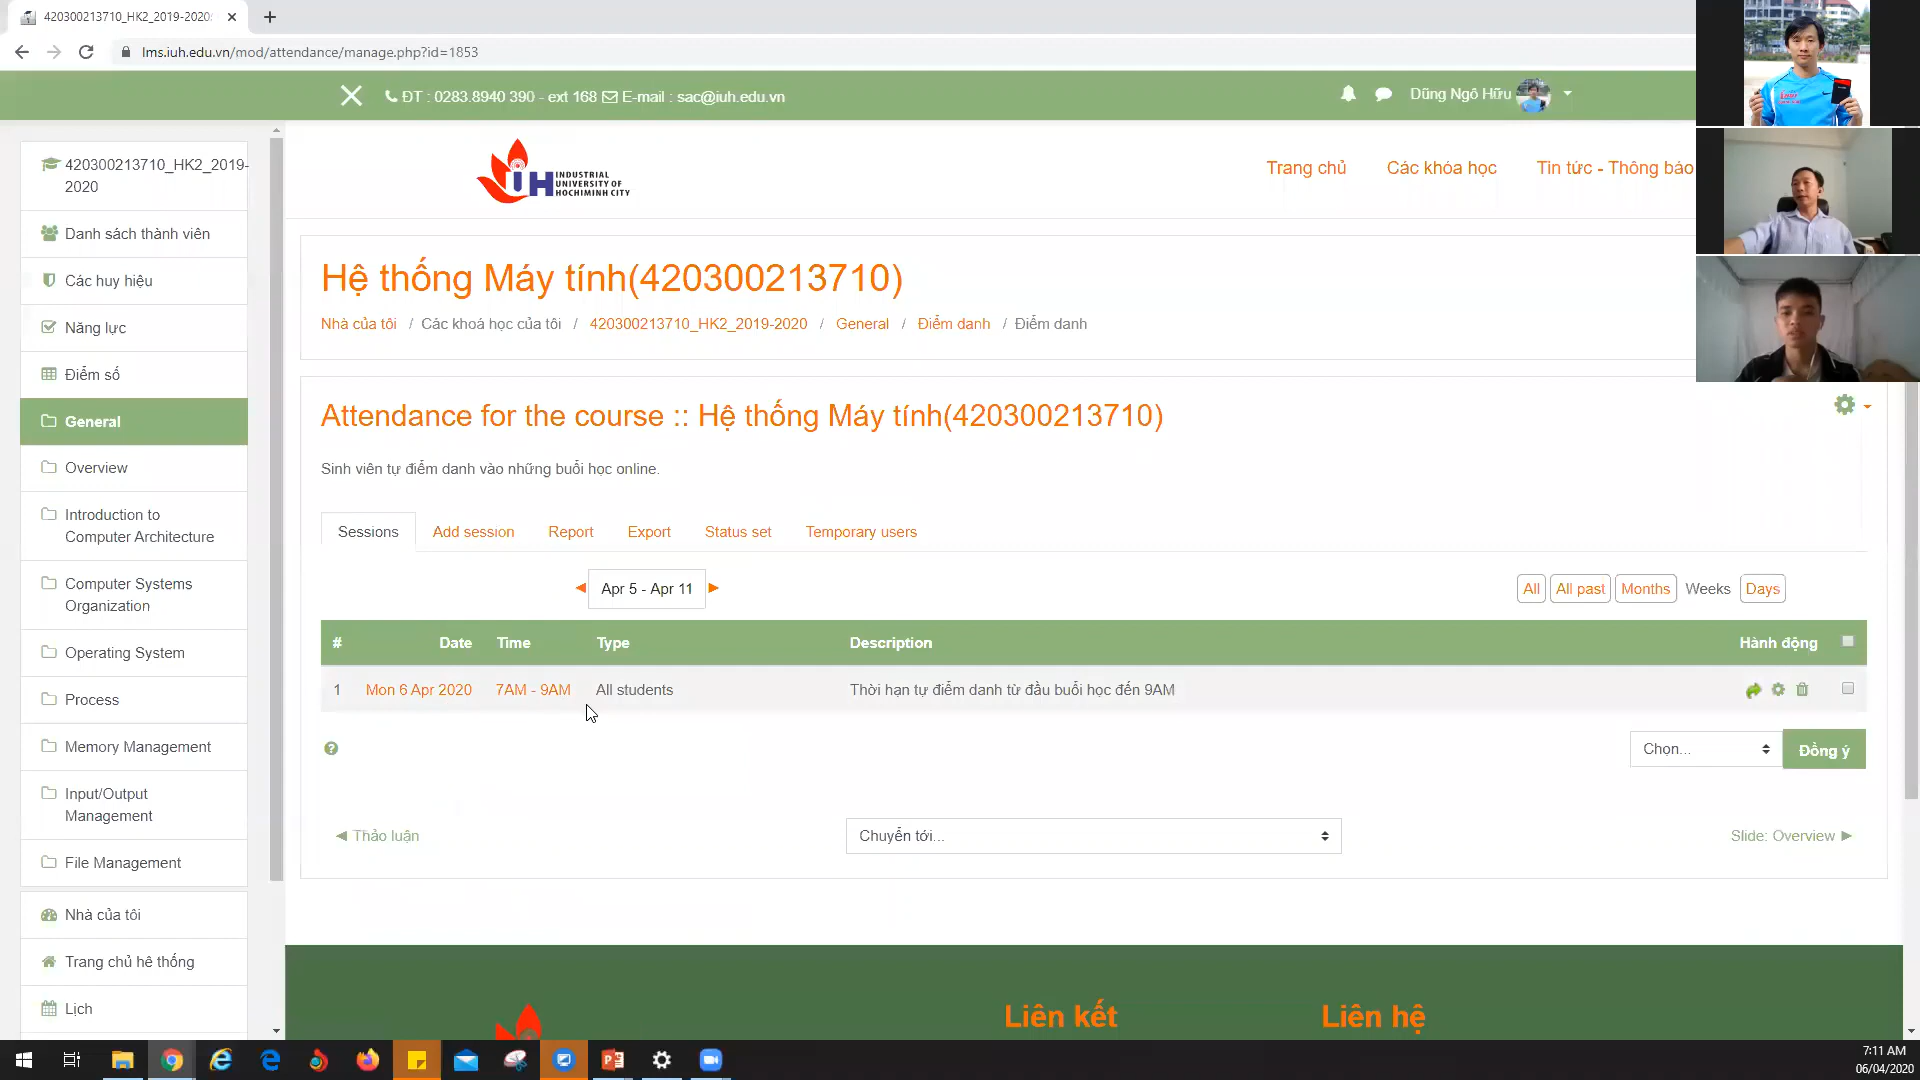 420300213710_HK2_2019-2020
lms.iuh.edu.vn/mod/attendance/manage.php?id=1853
ĐT : 0283.8940 390 - ext 168 E-mail : sac@iuh.edu.vn
Dũng Ngô Hữu
420300213710_HK2_2019-
2020
Danh sách thành viên
Các huy hiệu
Năng lực
Điểm số
General
Overview
Introduction to
Computer Architecture
Computer Systems
Organization
Operating System
Process
Memory Management
Input/Output
Management
File Management
Nhà của tôi
Trang chủ hê thống
Lịch
IUH INDUSTRIAL
UNIVERSITY OF
HOCHIMINH CITY
Trang chủ
Các khóa học
Tin tức - Thông báo
Hệ thống Máy tính(420300213710)
Nhà của tôi / Các khoá học của tôi / 420300213710_HK2_2019-2020 / General / Điểm danh / Điểm danh
Attendance for the course :: Hệ thống Máy tính(420300213710)
Sinh viên tự điểm danh vào những buổi học online.
Sessions Add session Report Export Status set Temporary users
◀ Apr 5 - Apr 11 ▶
All All past Months Weeks Days
# Date Time Type Description Hành động
1 Mon 6 Apr 2020 7AM - 9AM All students Thời hạn tự điểm danh từ đầu buổi học đến 9AM
Chọn... Đồng ý
◀ Thảo luận
Chuyển tới...
Slide: Overview ▶
Liên kết
Liên hệ
7:11 AM
06/04/2020